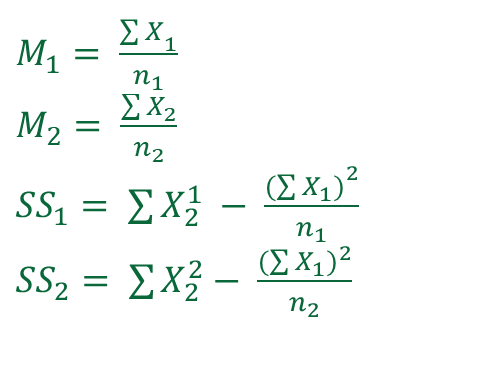 M₁ = ∑X₁ / n₁
M₂ = ∑X₂ / n₂
SS₁ = ∑X₂¹ − (∑X₁)² / n₁
SS₂ = ∑X₂² − (∑X₁)² / n₂